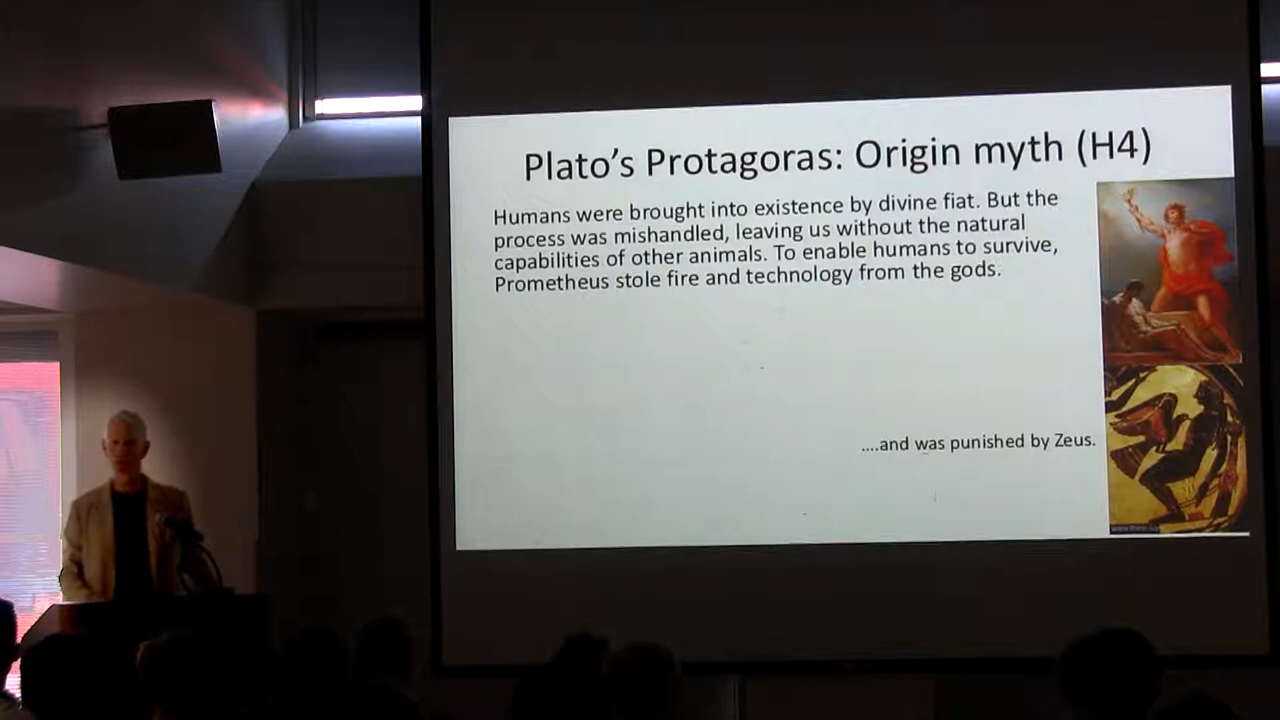 Plato's Protagoras: Origin myth (H4)
Humans were brought into existence by divine fiat. But the
process was mishandled, leaving us without the natural
capabilities of other animals. To enable humans to survive,
Prometheus stole fire and technology from the gods.
....and was punished by Zeus.